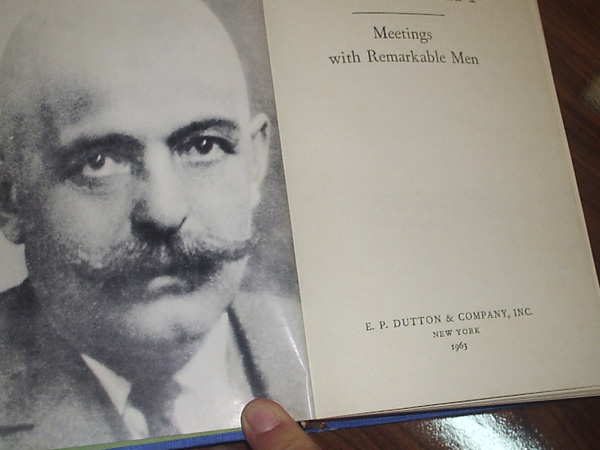 Meetings
with Remarkable Men
E. P. DUTTON & COMPANY, INC.
NEW YORK
1963